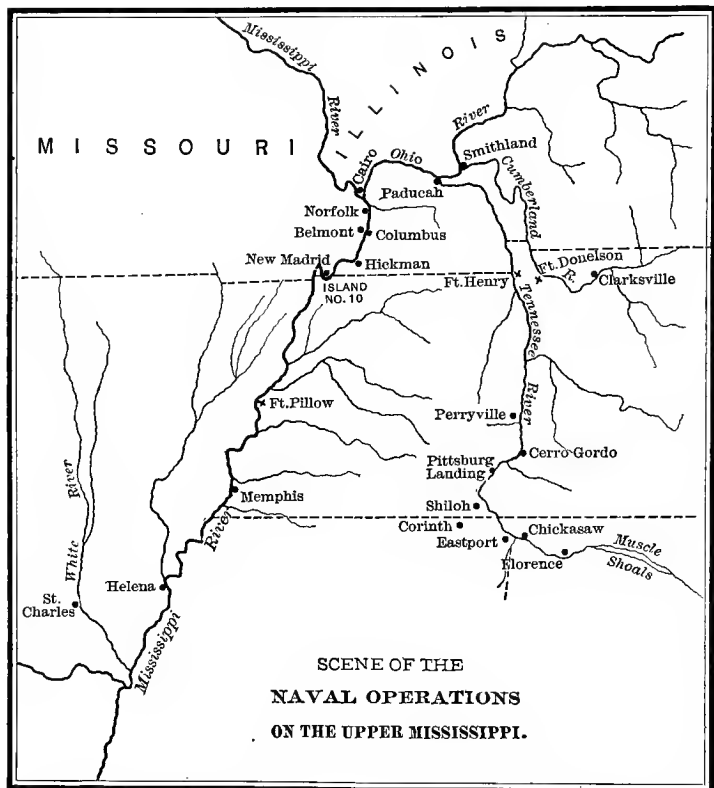 Mississippi
River
ILLINOIS
MISSOURI
Cairo
Ohio
River
Smithland
Paducah
Cumberland
R.
Norfolk
Belmont
Columbus
New Madrid
Hickman
ISLAND
NO. 10
Ft. Henry
Ft. Donelson
Clarksville
Tennessee
River
Ft. Pillow
Perryville
Cerro Gordo
Pittsburg
Landing
Memphis
Shiloh
Corinth
Eastport
Chickasaw
Florence
Muscle
Shoals
White River
St.
Charles
Helena
Mississippi
River
SCENE OF THE
NAVAL OPERATIONS
ON THE UPPER MISSISSIPPI.